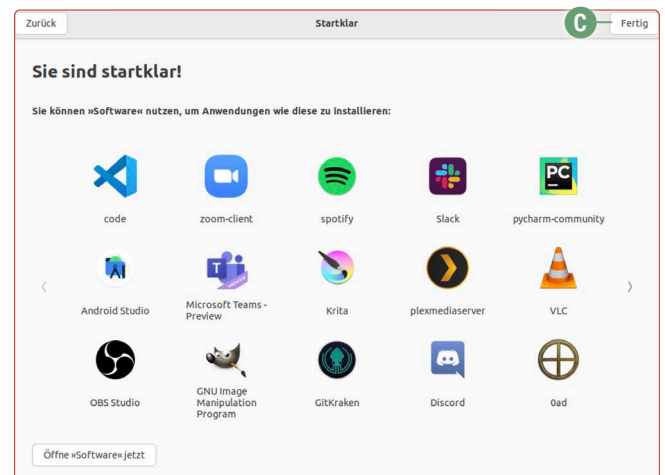 Zurück
Startklar
C
Fertig
Sie sind startklar!
Sie können »Software« nutzen, um Anwendungen wie diese zu installieren:
PC
code
zoom-client
spotify
Slack
pycharm-community
Android Studio
Microsoft Teams -
Preview
Krita
plexmediaserver
VLC
OBS Studio
GNU Image
Manipulation
Program
GitKraken
Discord
0ad
Öffne »Software« jetzt